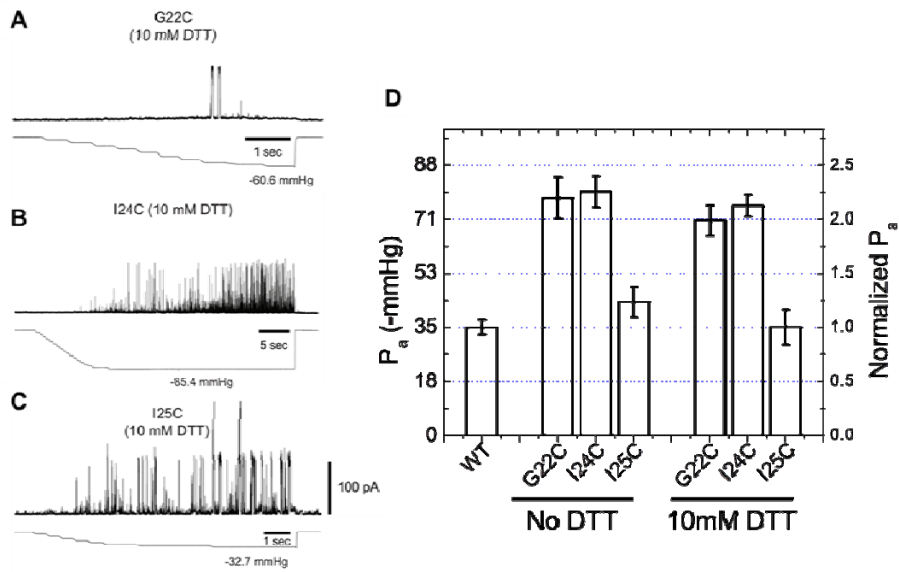 A
G22C
(10 mM DTT)
1 sec
-60.6 mmHg
B
I24C (10 mM DTT)
5 sec
-85.4 mmHg
C
I25C
(10 mM DTT)
100 pA
1 sec
-32.7 mmHg
D
Pa (-mmHg)
88
71
53
35
18
0
Normalized Pa
2.5
2.0
1.5
1.0
0.5
0.0
WT
G22C
I24C
I25C
G22C
I24C
I25C
No DTT
10mM DTT